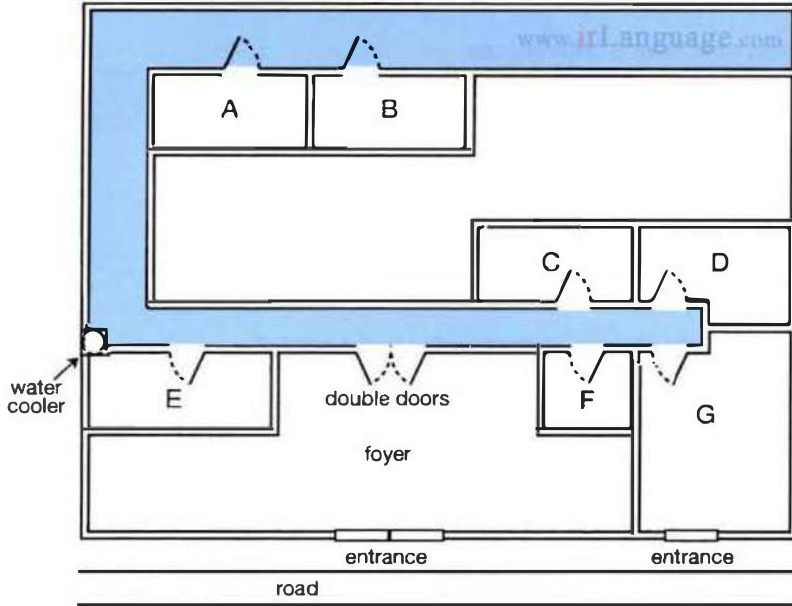 www.irLanguage.com
A
B
C
D
water
cooler
E
double doors
F
G
foyer
entrance
entrance
road